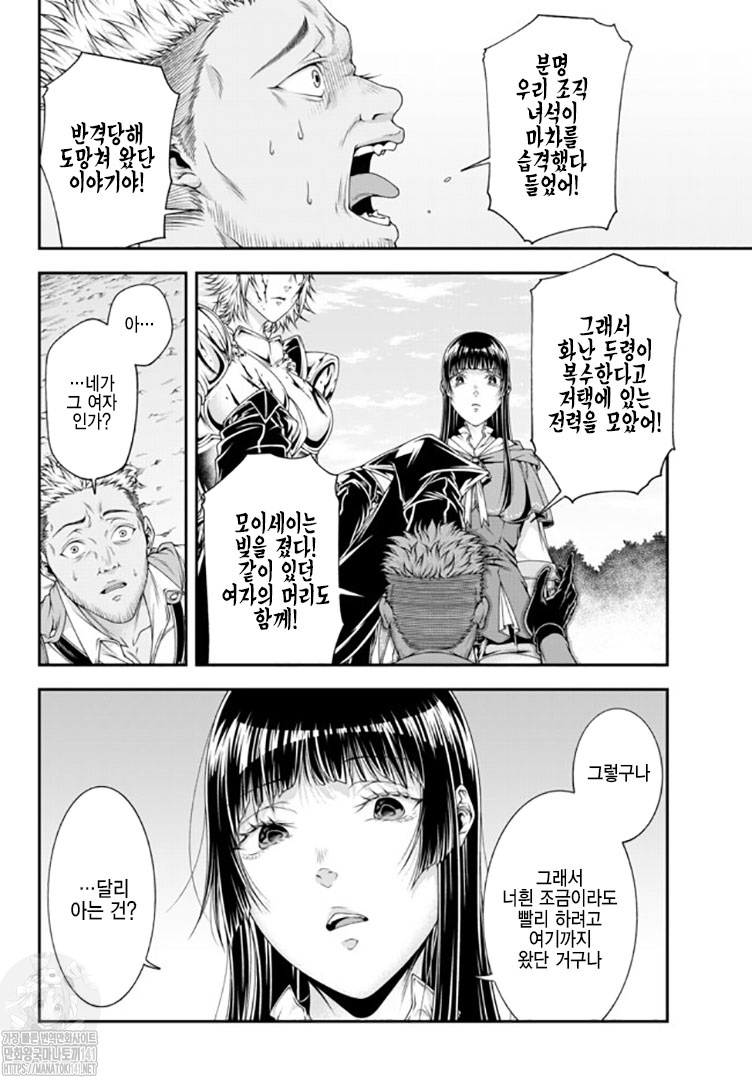 분명 조직
우리 녀석이
마차를
습격했다
들었어!
반격당해
도망쳐 왔단
이야기야!
그래서
화난 두령이
복수한다고
저택에 있는
전력을 모았어!
모이세이는
빚을 졌다!
같이 있던
여자의 머리도
함께!
아…
…네가
그 여자
인가?
그렇구나
그래서
너흰 조금이라도
빨리 하려고
여기까지
왔단 거구나
…달리
아는 건?
가장 빠른 번역만화사이트
만화왕국마나토끼141
HTTPS://MANATOKI141.NET